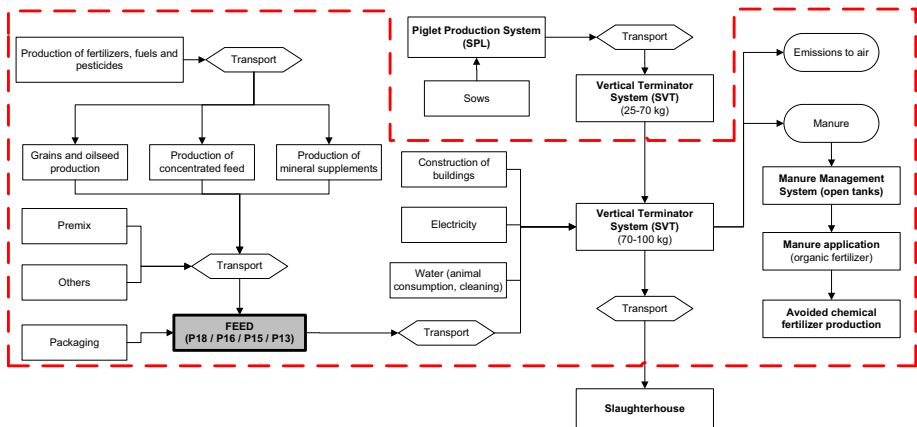 Production of fertilizers, fuels and
pesticides
Transport
Piglet Production System
(SPL)
Transport
Emissions to air
Sows
Vertical Terminator
System (SVT)
(25-70 kg)
Manure
Grains and oilseed
production
Production of
concentrated feed
Production of
mineral supplements
Construction of
buildings
Manure Management
System (open tanks)
Premix
Electricity
Vertical Terminator
System (SVT)
(70-100 kg)
Manure application
(organic fertilizer)
Transport
Others
Water (animal
consumption, cleaning)
Transport
Avoided chemical
fertilizer production
Packaging
FEED
(P18 / P16 / P15 / P13)
Transport
Slaughterhouse